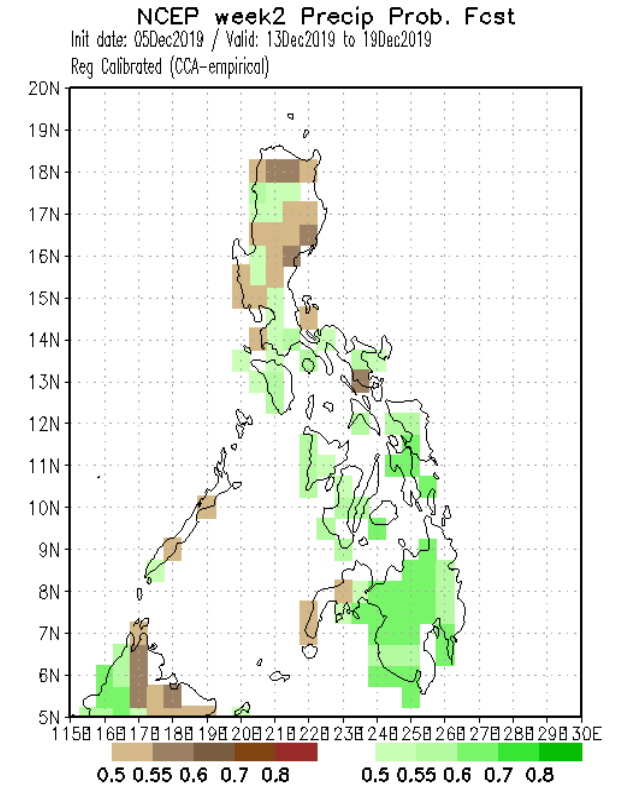 NCEP week2 Precip Prob. Fcst
Init date: 05Dec2019 / Valid: 13Dec2019 to 19Dec2019
Reg Calibrated (CCA-empirical)
20N
19N
18N
17N
16N
15N
14N
13N
12N
11N
10N
9N
8N
7N
6N
5N
115E 116E 117E 118E 119E 120E 121E 122E 123E 124E 125E 126E 127E 128E 129E 130E
0.5 0.55 0.6 0.7 0.8 0.5 0.55 0.6 0.7 0.8